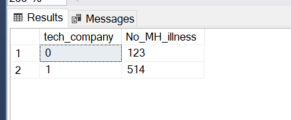 Results Messages
tech_company No_MH_illness
1 0 123
2 1 514